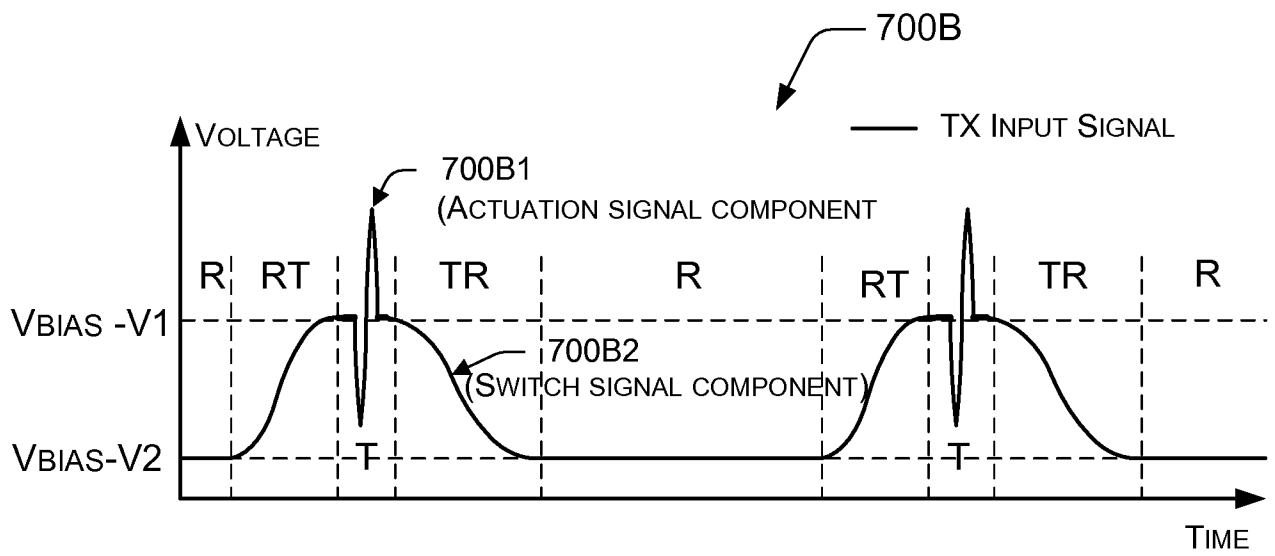 700B
TX INPUT SIGNAL
VOLTAGE
700B1
(ACTUATION SIGNAL COMPONENT
R RT TR R RT TR R
VBIAS -V1
700B2
(SWITCH SIGNAL COMPONENT)
VBIAS-V2
T T
TIME